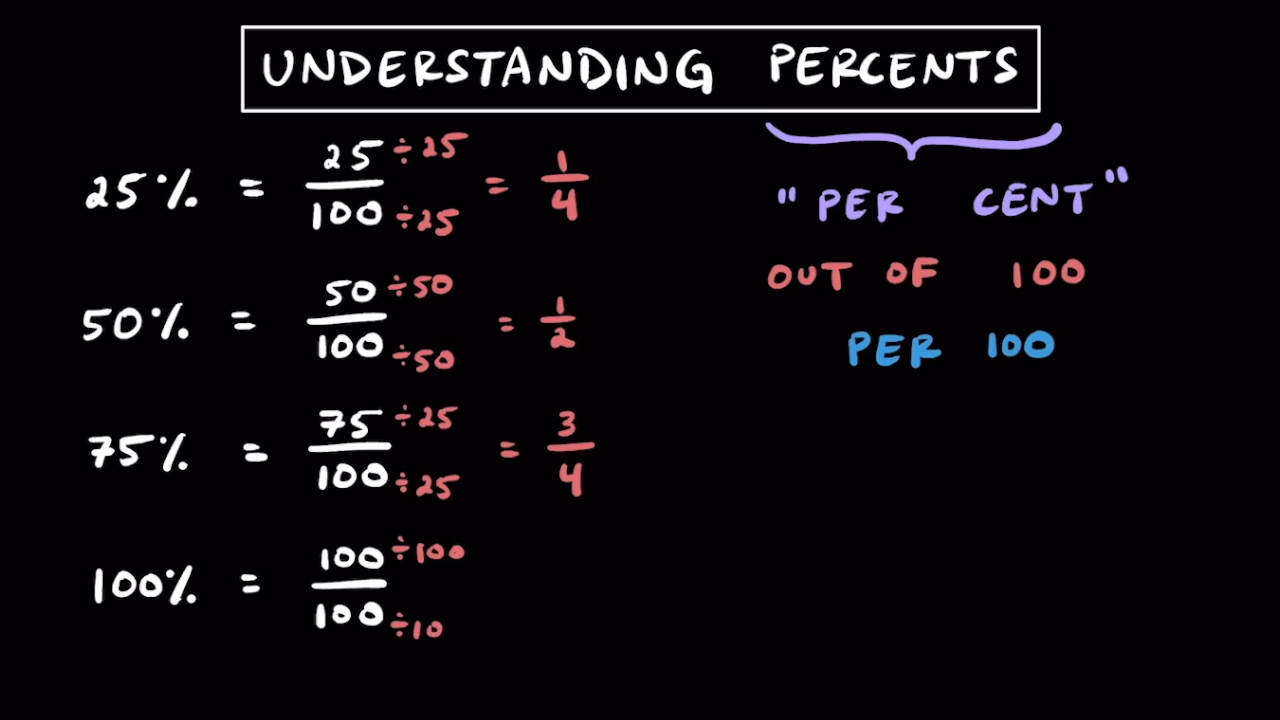 UNDERSTANDING PERCENTS
25% = 25/100 ÷25 ÷25 = 1/4
50% = 50/100 ÷50 ÷50 = 1/2
75% = 75/100 ÷25 ÷25 = 3/4
100% = 100/100 ÷100 ÷10
"PER CENT"
OUT OF 100
PER 100